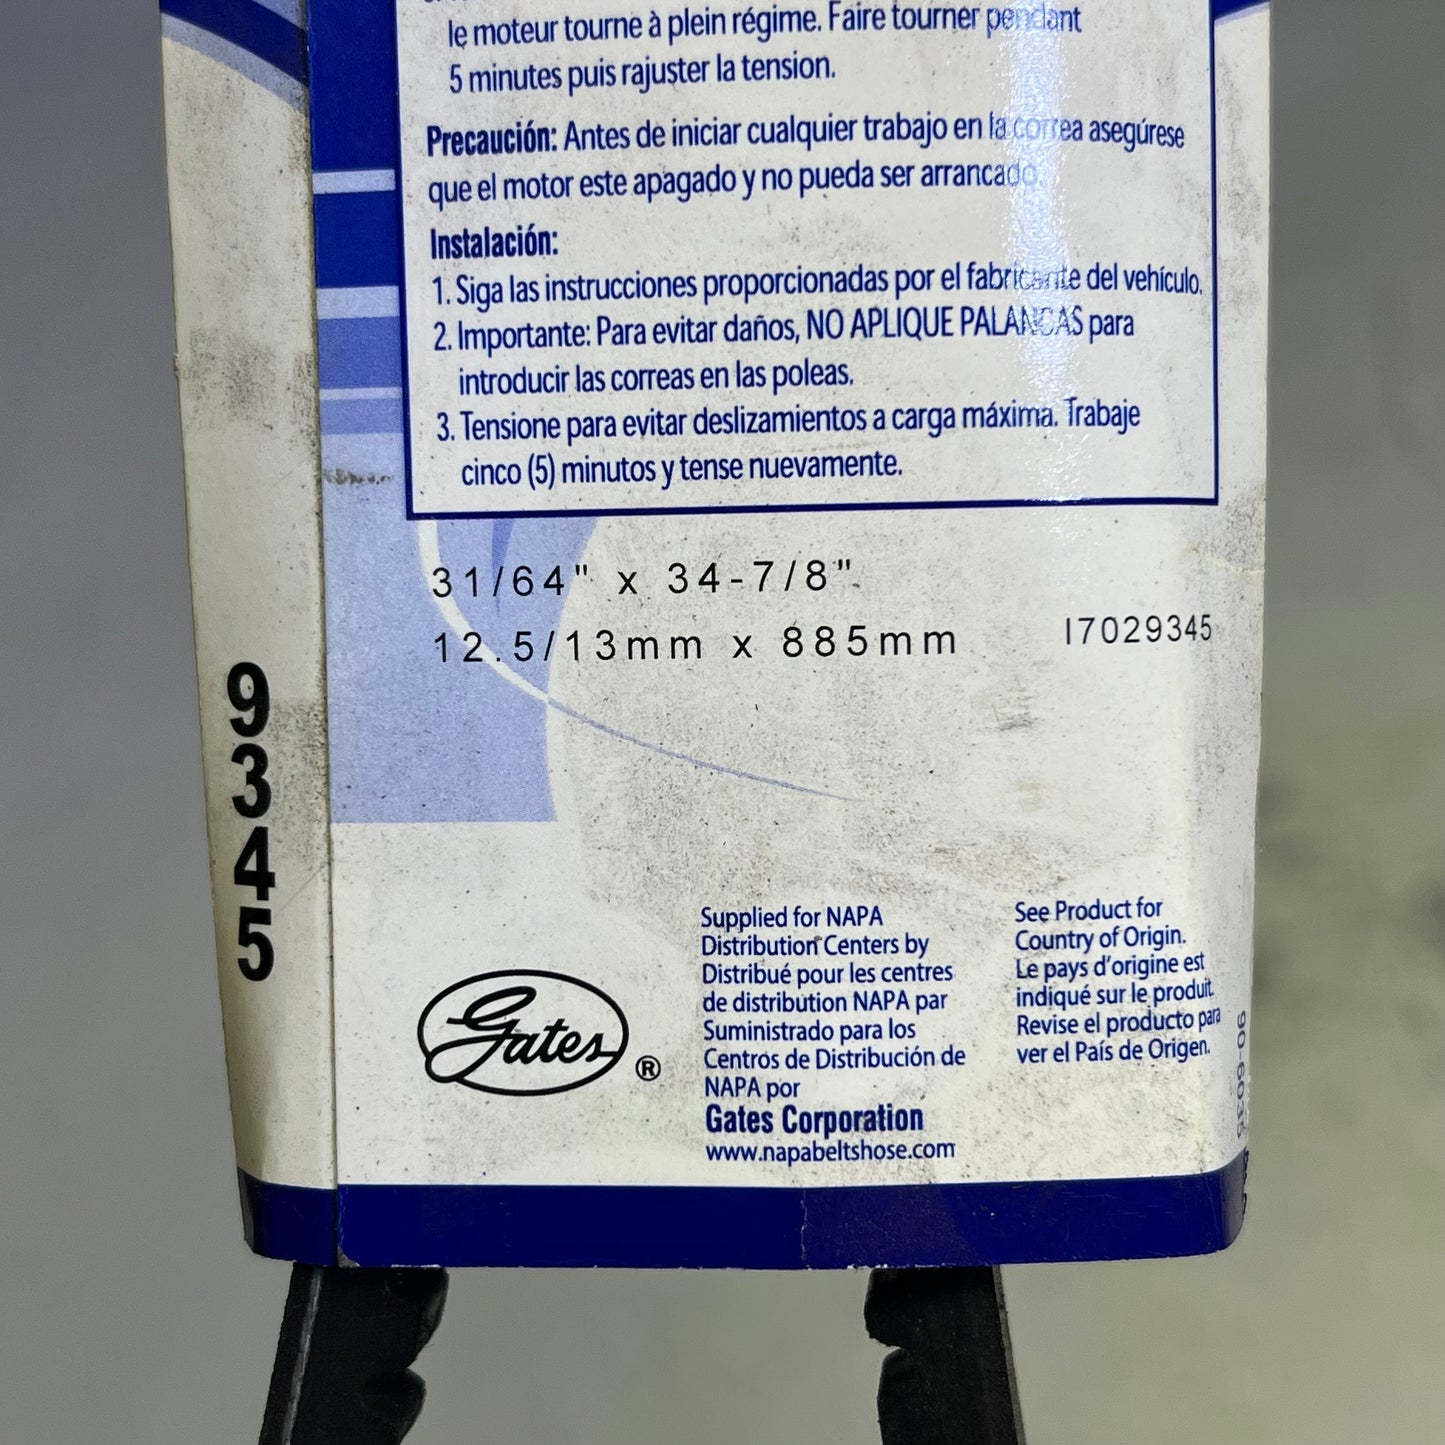 le moteur tourne à plein régime. Faire tourner pendant
5 minutes puis rajuster la tension.
Precaución: Antes de iniciar cualquier trabajo en la correa asegúrese
que el motor este apagado y no pueda ser arrancado.
Instalación:
1. Siga las instrucciones proporcionadas por el fabricante del vehículo.
2. Importante: Para evitar daños, NO APLIQUE PALANCAS para
introducir las correas en las poleas.
3. Tensione para evitar deslizamientos a carga máxima. Trabaje
cinco (5) minutos y tense nuevamente.
31/64" x 34-7/8"
12.5/13mm x 885mm
I7029345
9345
Gates ®
Supplied for NAPA
Distribution Centers by
Distribué pour les centres
de distribution NAPA par
Suministrado para los
Centros de Distribución de
NAPA por
Gates Corporation
www.napabeltshose.com
See Product for
Country of Origin.
Le pays d'origine est
indiqué sur le produit
Revise el producto para
ver el País de Origen.